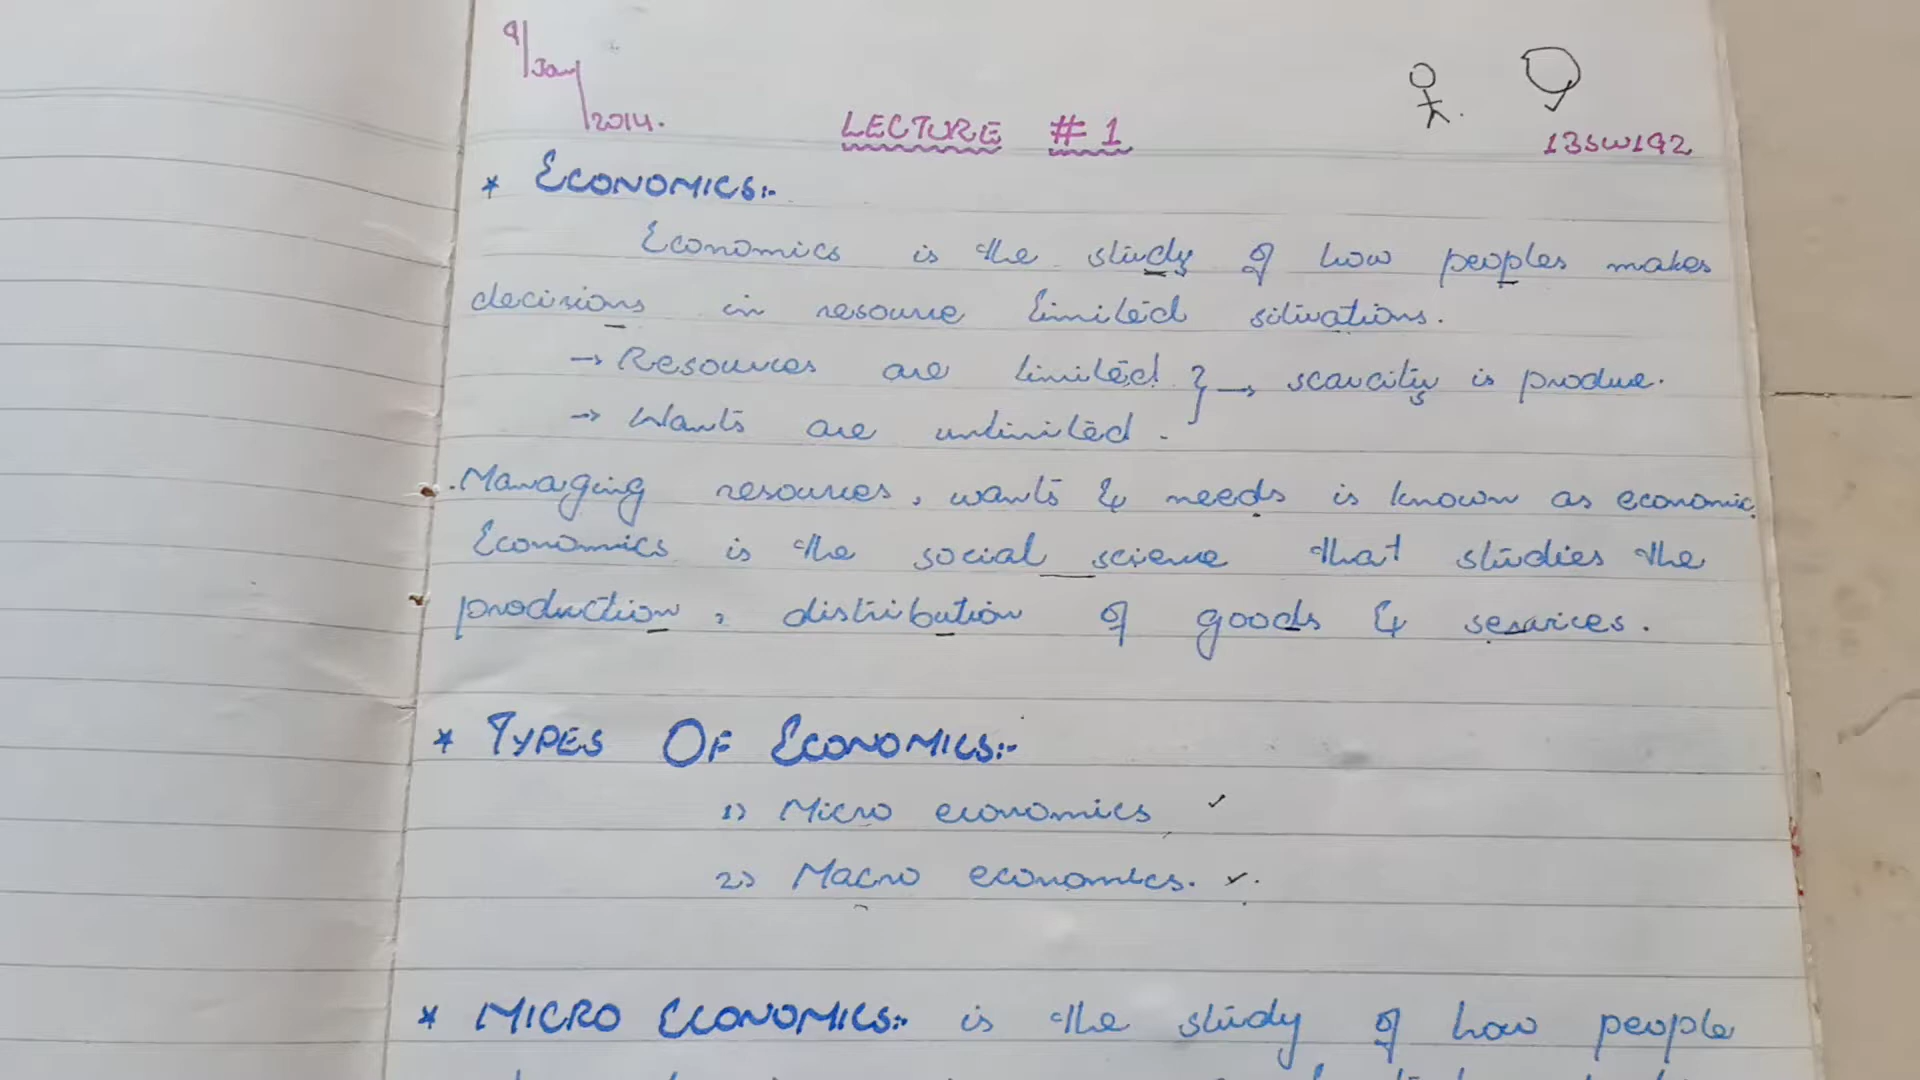 9/Jan/2014.
LECTURE # 1
13SW192
* ECONOMICS:-
Economics is the study of how peoples makes
decisions in resource limited situations.
→ Resources are limited } → scarcity is produce.
→ Wants are unlimited.
Managing resources, wants & needs is known as economic
Economics is the social science that studies the
production, distribution of goods & services.
* TYPES OF ECONOMICS:-
1) Micro economics ✓
2) Macro economics. ✓.
* MICRO ECONOMICS:- is the study of how people